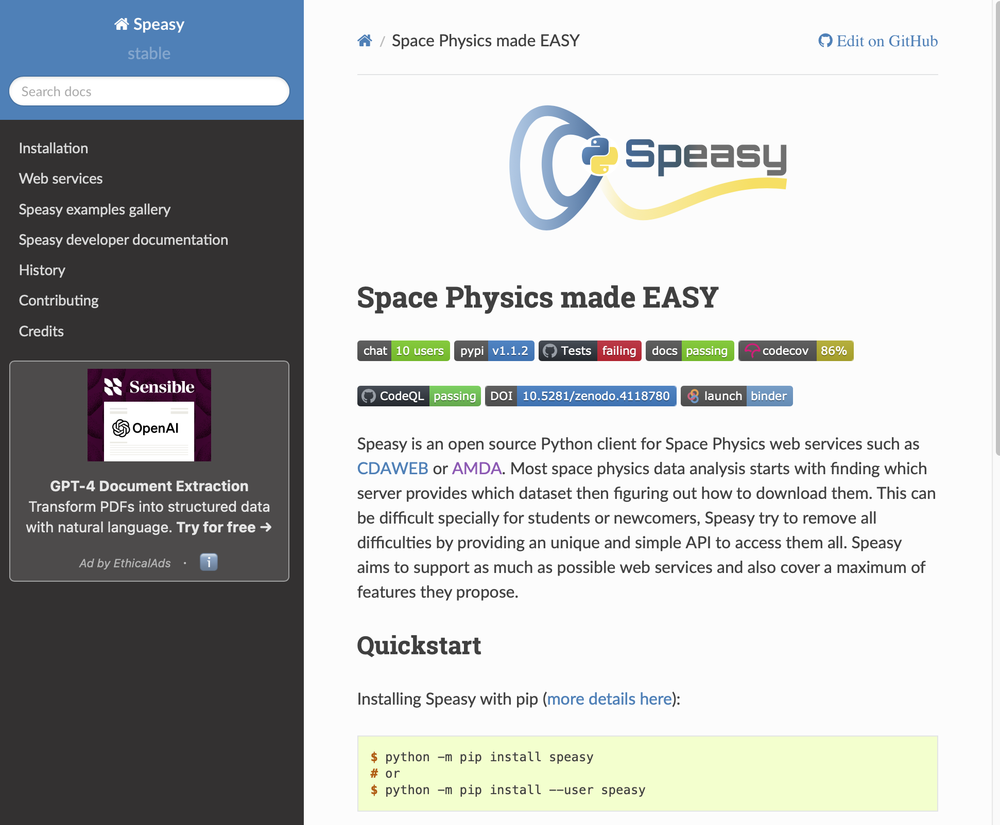 Speasy
stable
Search docs
Installation
Web services
Speasy examples gallery
Speasy developer documentation
History
Contributing
Credits
Sensible
OpenAI
GPT-4 Document Extraction
Transform PDFs into structured data
with natural language. Try for free →
Ad by EthicalAds · i
/ Space Physics made EASY
Edit on GitHub
Speasy
Space Physics made EASY
chat 10 users pypi v1.1.2 Tests failing docs passing codecov 86%
CodeQL passing DOI 10.5281/zenodo.4118780 launch binder
Speasy is an open source Python client for Space Physics web services such as
CDAWEB or AMDA. Most space physics data analysis starts with finding which
server provides which dataset then figuring out how to download them. This can
be difficult specially for students or newcomers, Speasy try to remove all
difficulties by providing an unique and simple API to access them all. Speasy
aims to support as much as possible web services and also cover a maximum of
features they propose.
Quickstart
Installing Speasy with pip (more details here):
$ python -m pip install speasy
# or
$ python -m pip install --user speasy